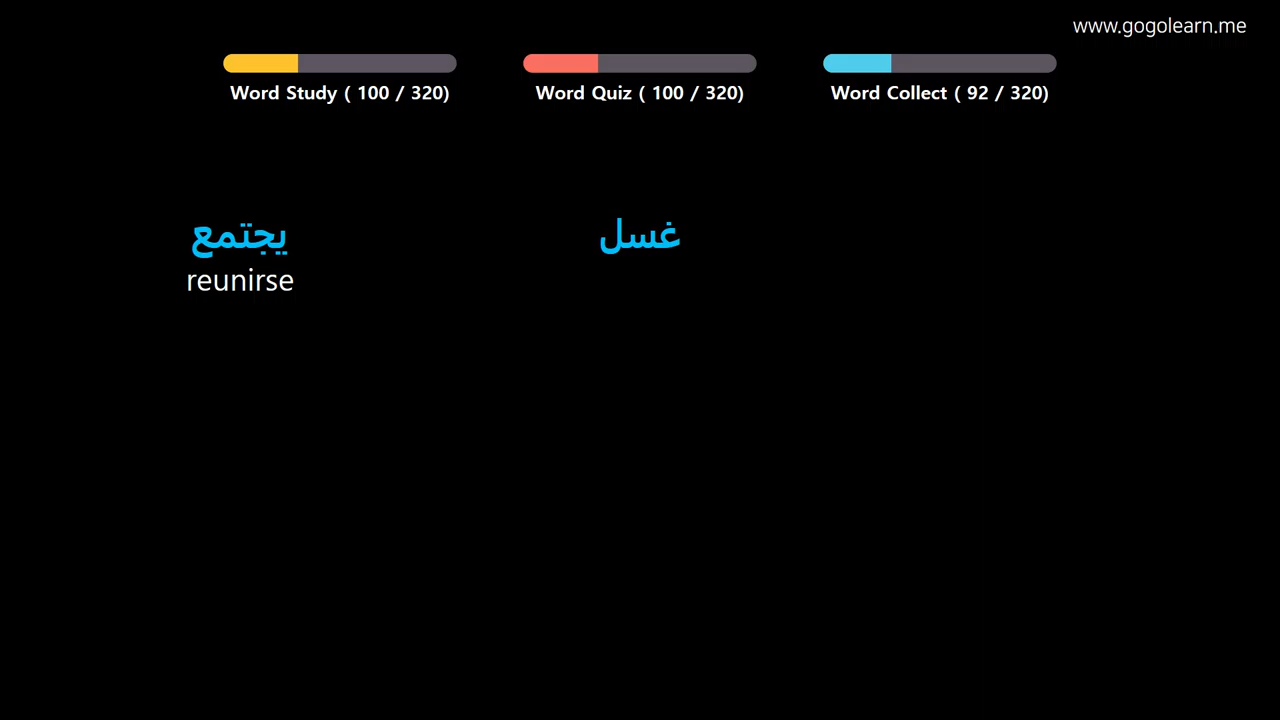 www.gogolearn.me
Word Study ( 100 / 320)
Word Quiz ( 100 / 320)
Word Collect ( 92 / 320)
يجتمع
reunirse
غسل